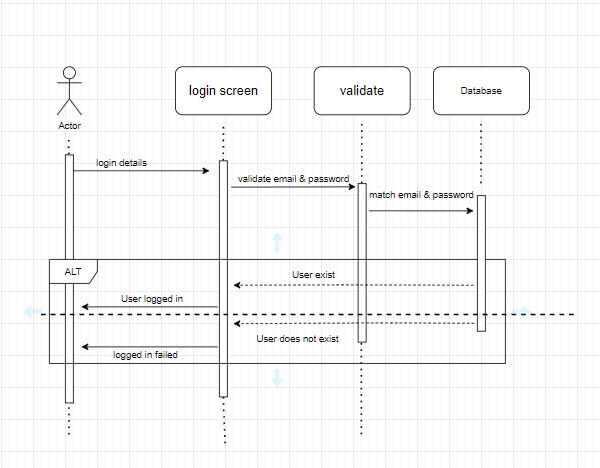 login screen
validate
Database
Actor
login details
validate email & password
match email & password
ALT
User exist
User logged in
User does not exist
logged in failed